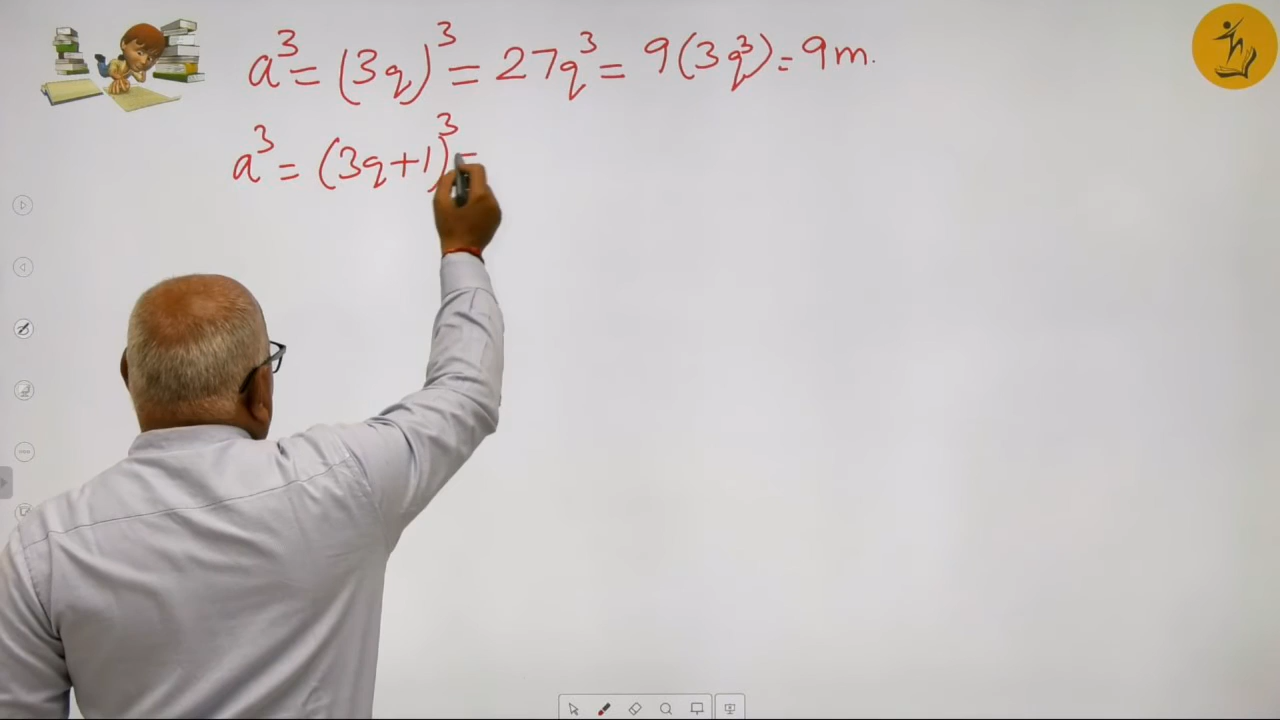 a³ = (3q)³ = 27q³ = 9(3q³) = 9m.
a³ = (3q+1)³ =